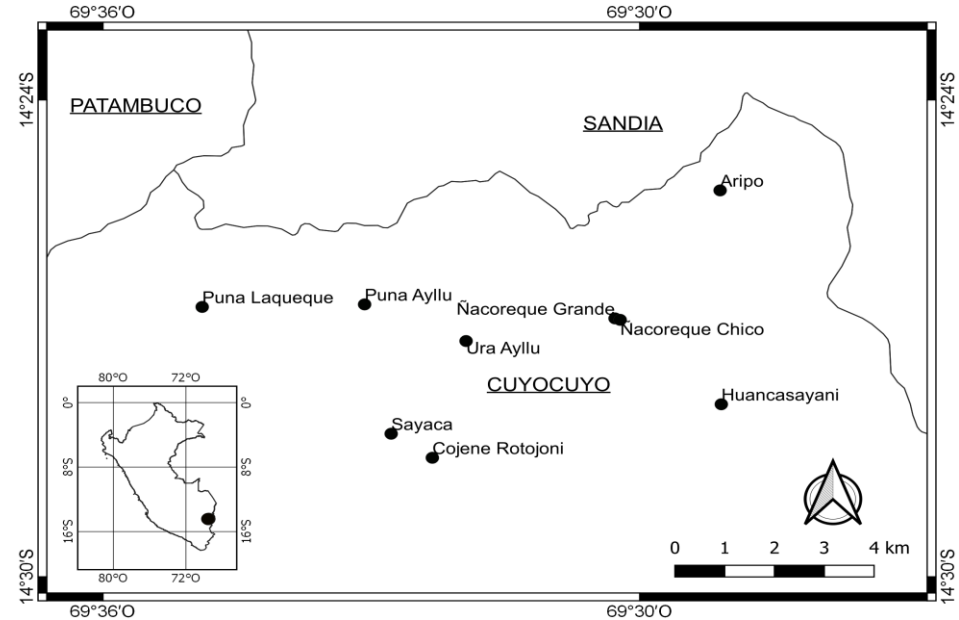 69°36'O 69°30'O
14°24'S 14°24'S
PATAMBUCO
SANDIA
Aripo
Puna Laqueque
Puna Ayllu
Ñacoreque Grande
Ñacoreque Chico
Ura Ayllu
CUYOCUYO
Huancasayani
Sayaca
Cojene Rotojoni
80°O 72°O
0° 0°
8°S 8°S
16°S 16°S
80°O 72°O
0 1 2 3 4 km
14°30'S 14°30'S
69°36'O 69°30'O